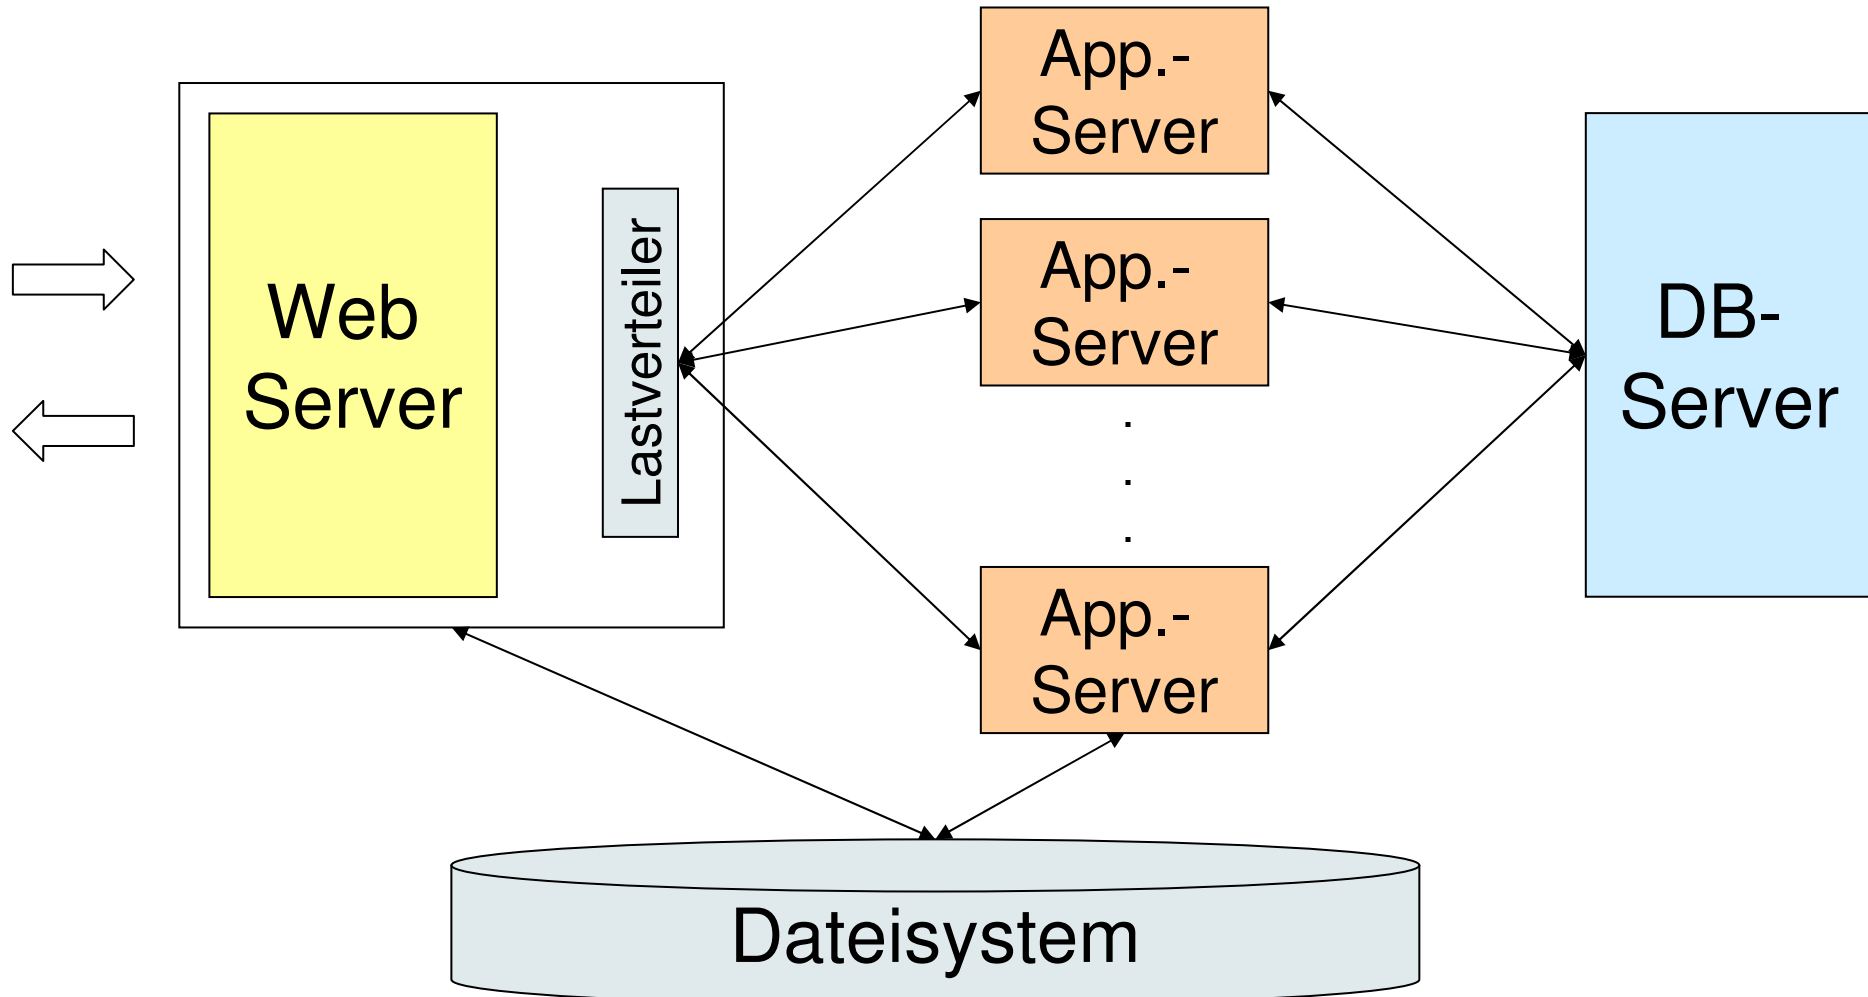 Web
Server
Lastverteiler
App.-
Server
App.-
Server
.
.
.
App.-
Server
DB-
Server
Dateisystem